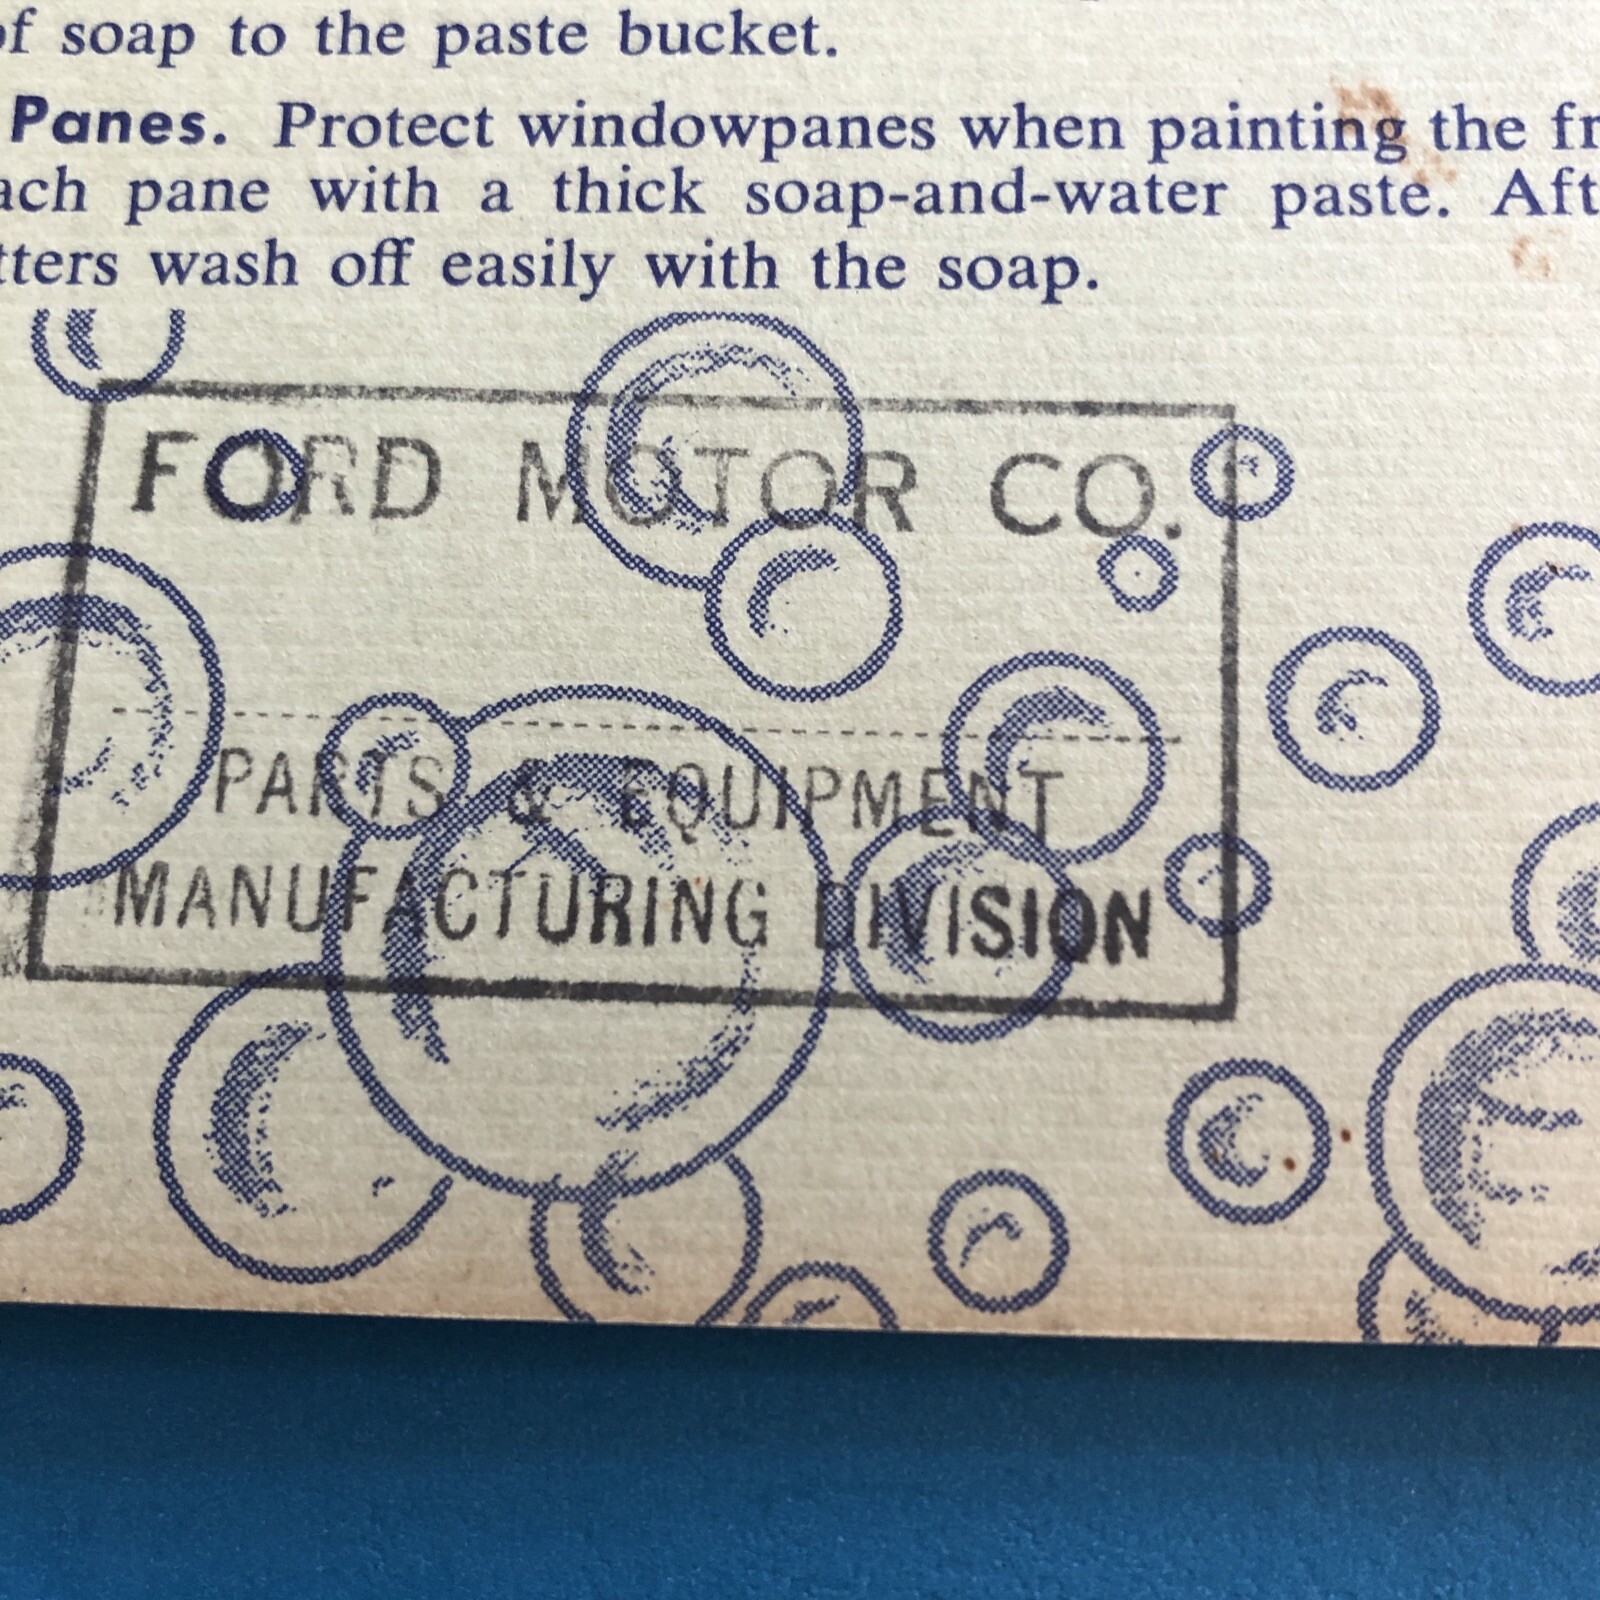 of soap to the paste bucket.
Panes. Protect windowpanes when painting the fr
ach pane with a thick soap-and-water paste. Aft
tters wash off easily with the soap.
FORD MOTOR CO.
PARTS & EQUIPMENT
MANUFACTURING DIVISION